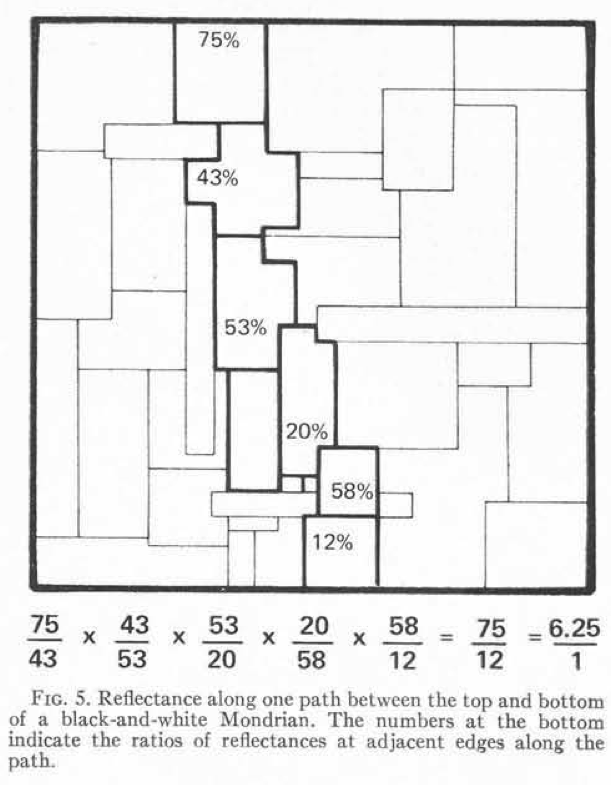 75%
43%
53%
20%
58%
12%
75/43 x 43/53 x 53/20 x 20/58 x 58/12 = 75/12 = 6.25/1
FIG. 5. Reflectance along one path between the top and bottom
of a black-and-white Mondrian. The numbers at the bottom
indicate the ratios of reflectances at adjacent edges along the
path.